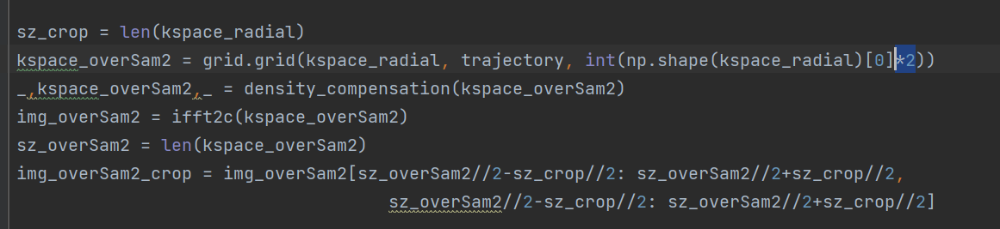 sz_crop = len(kspace_radial)
kspace_overSam2 = grid.grid(kspace_radial, trajectory, int(np.shape(kspace_radial)[0]*2))
_,kspace_overSam2,_ = density_compensation(kspace_overSam2)
img_overSam2 = ifft2c(kspace_overSam2)
sz_overSam2 = len(kspace_overSam2)
img_overSam2_crop = img_overSam2[sz_overSam2//2-sz_crop//2: sz_overSam2//2+sz_crop//2,
sz_overSam2//2-sz_crop//2: sz_overSam2//2+sz_crop//2]